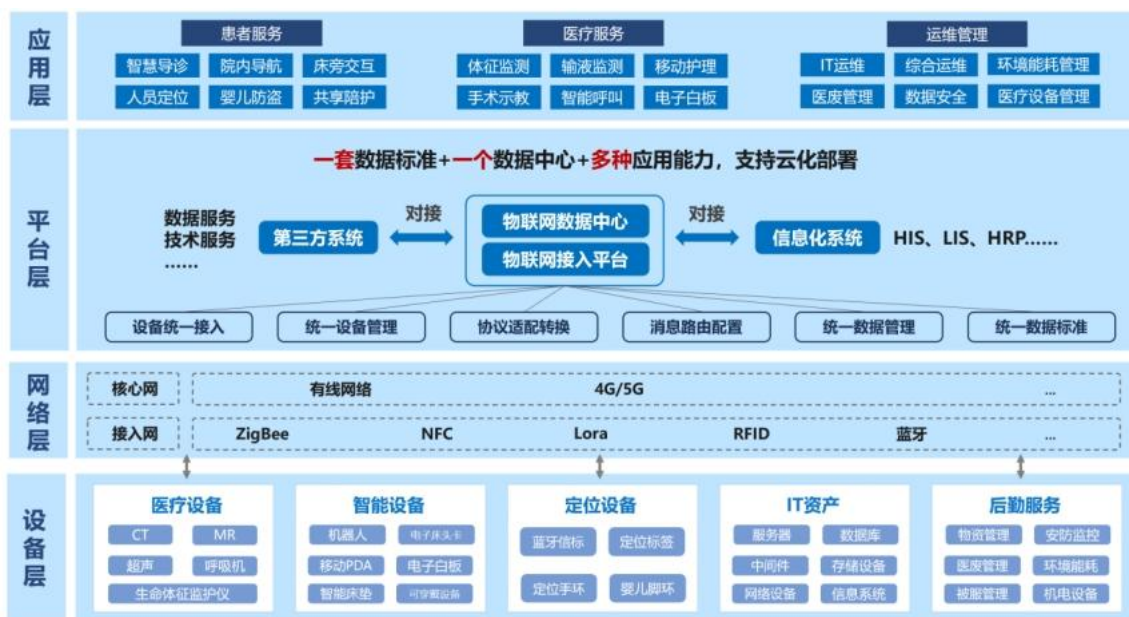 应用层
患者服务 医疗服务 运维管理
智慧导诊 院内导航 床旁交互 体征监测 输液监测 移动护理 IT运维 综合运维 环境能耗管理
人员定位 婴儿防盗 共享陪护 手术示教 智能呼叫 电子白板 医废管理 数据安全 医疗设备管理
平台层
一套数据标准+一个数据中心+多种应用能力，支持云化部署
数据服务
技术服务
......
第三方系统
对接
物联网数据中心
物联网接入平台
对接
信息化系统
HIS、LIS、HRP......
设备统一接入 统一设备管理 协议适配转换 消息路由配置 统一数据管理 统一数据标准
网络层
核心网 有线网络 4G/5G ...
接入网 ZigBee NFC Lora RFID 蓝牙 ...
设备层
医疗设备
CT MR
超声 呼吸机
生命体征监护仪
智能设备
机器人 电子床头卡
移动PDA 电子白板
智能床垫 可穿戴设备
定位设备
蓝牙信标 定位标签
定位手环 婴儿脚环
IT资产
服务器 数据库
中间件 存储设备
网络设备 信息系统
后勤服务
物资管理 安防监控
医废管理 环境能耗
被服管理 机电设备